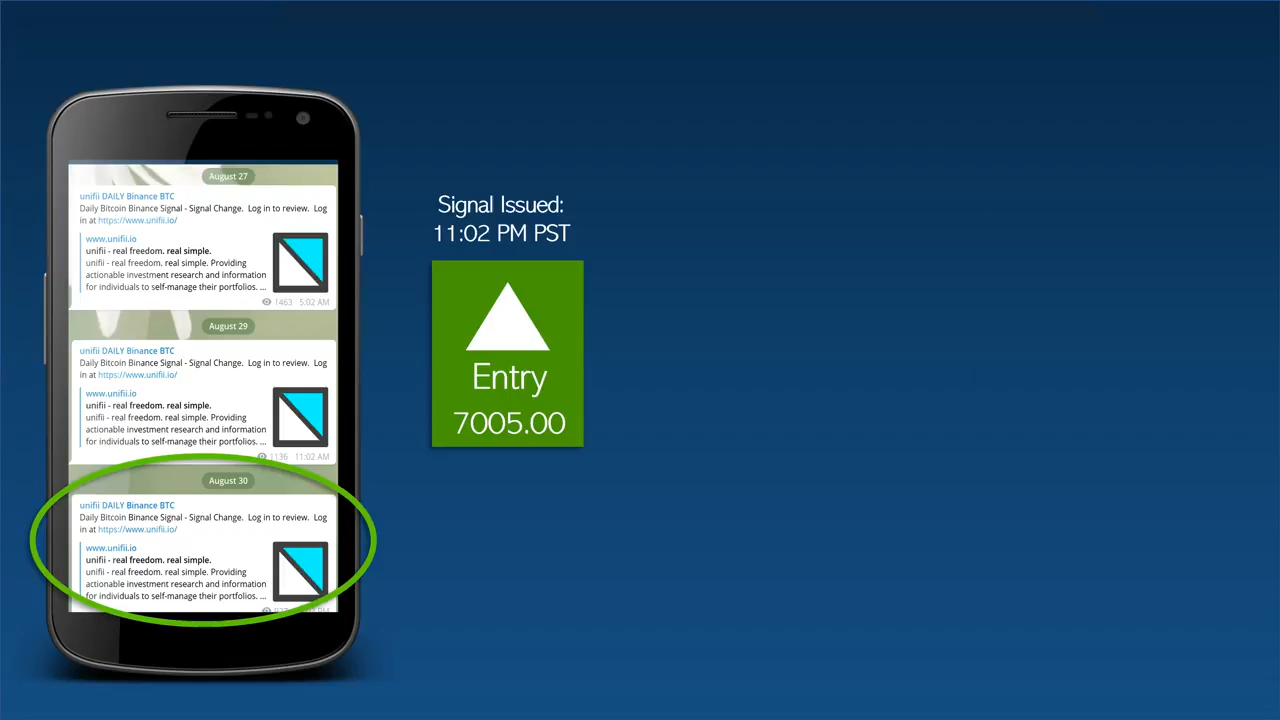 August 27
unifii DAILY Binance BTC
Daily Bitcoin Binance Signal - Signal Change. Log in to review. Log
in at https://www.unifii.io/
www.unifii.io
unifii - real freedom. real simple.
unifii - real freedom. real simple. Providing
actionable investment research and information
for individuals to self-manage their portfolios. ...
1463 5:02 AM
August 29
unifii DAILY Binance BTC
Daily Bitcoin Binance Signal - Signal Change. Log in to review. Log
in at https://www.unifii.io/
www.unifii.io
unifii - real freedom. real simple.
unifii - real freedom. real simple. Providing
actionable investment research and information
for individuals to self-manage their portfolios. ...
1136 11:02 AM
August 30
unifii DAILY Binance BTC
Daily Bitcoin Binance Signal - Signal Change. Log in to review. Log
in at https://www.unifii.io/
www.unifii.io
unifii - real freedom. real simple.
unifii - real freedom. real simple. Providing
actionable investment research and information
for individuals to self-manage their portfolios. ...
Signal Issued:
11:02 PM PST
Entry
7005.00